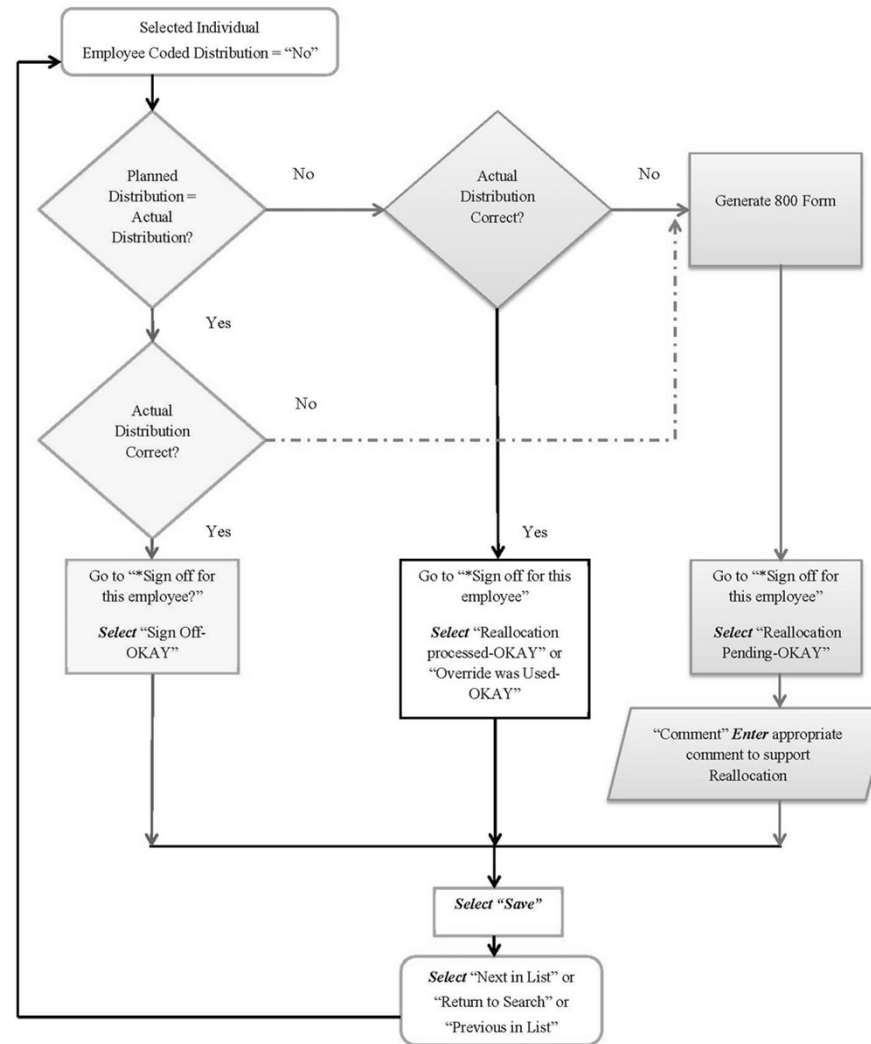 Selected Individual
Employee Coded Distribution = “No”
Planned
Distribution =
Actual
Distribution?
No
Actual
Distribution
Correct?
No
Generate 800 Form
Yes
Actual
Distribution
Correct?
No
Yes
Yes
Go to “*Sign off for
this employee?”
Select “Sign Off-
OKAY”
Go to “*Sign off for this
employee”
Select “Reallocation
processed-OKAY” or
“Override was Used-
OKAY”
Go to “*Sign off for
this employee”
Select “Reallocation
Pending-OKAY”
“Comment” Enter appropriate
comment to support
Reallocation
Select “Save”
Select “Next in List” or
“Return to Search” or
“Previous in List”